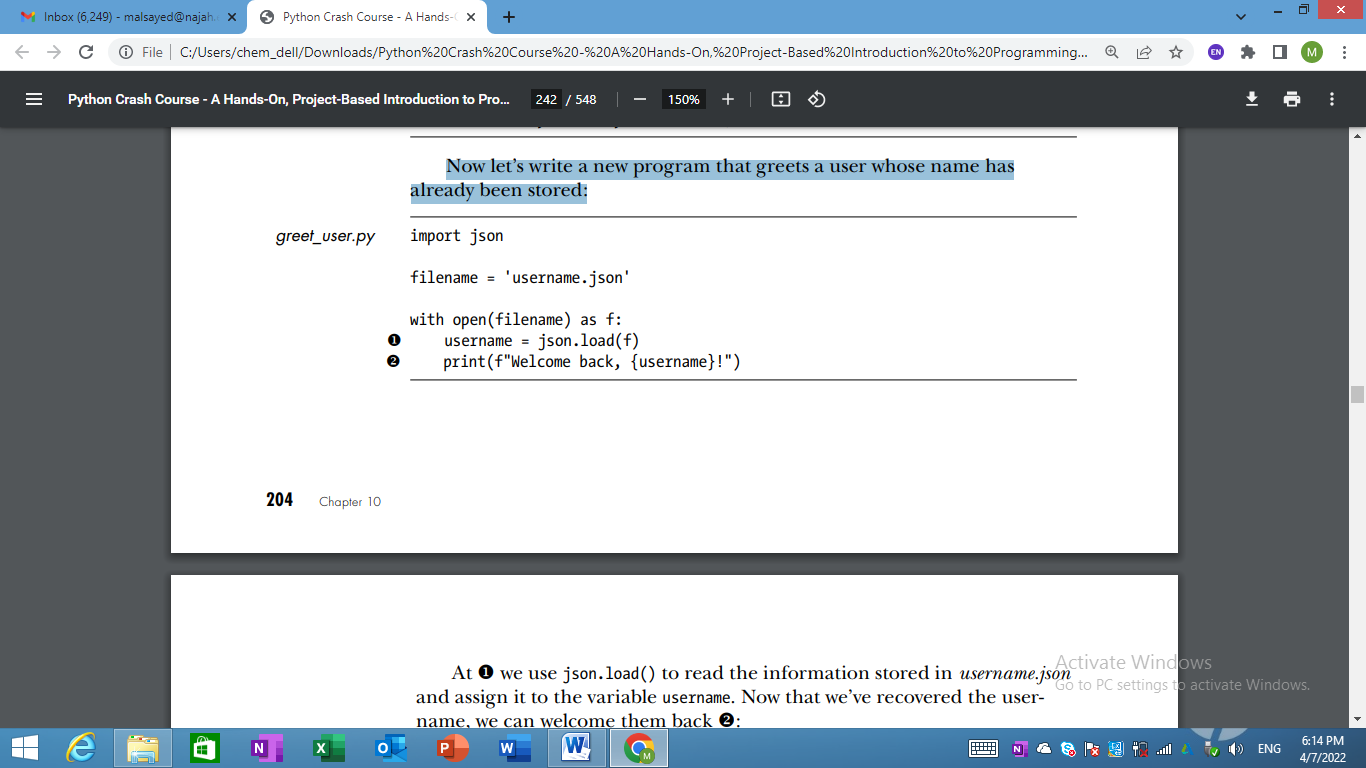 Inbox (6,249) - malsayed@najah.
Python Crash Course - A Hands-
File
C:/Users/chem_dell/Downloads/Python%20Crash%20Course%20-%20A%20Hands-On,%20Project-Based%20Introduction%20to%20Programming...
EN
M
Python Crash Course - A Hands-On, Project-Based Introduction to Pro...
242 / 548
150%
Now let's write a new program that greets a user whose name has
already been stored:
greet_user.py
import json
filename = 'username.json'
with open(filename) as f:
❶ username = json.load(f)
❷ print(f"Welcome back, {username}!")
204 Chapter 10
At ❶ we use json.load() to read the information stored in username.json
and assign it to the variable username. Now that we've recovered the user-
name, we can welcome them back ❷:
Activate Windows
Go to PC settings to activate Windows.
ENG
6:14 PM
4/7/2022